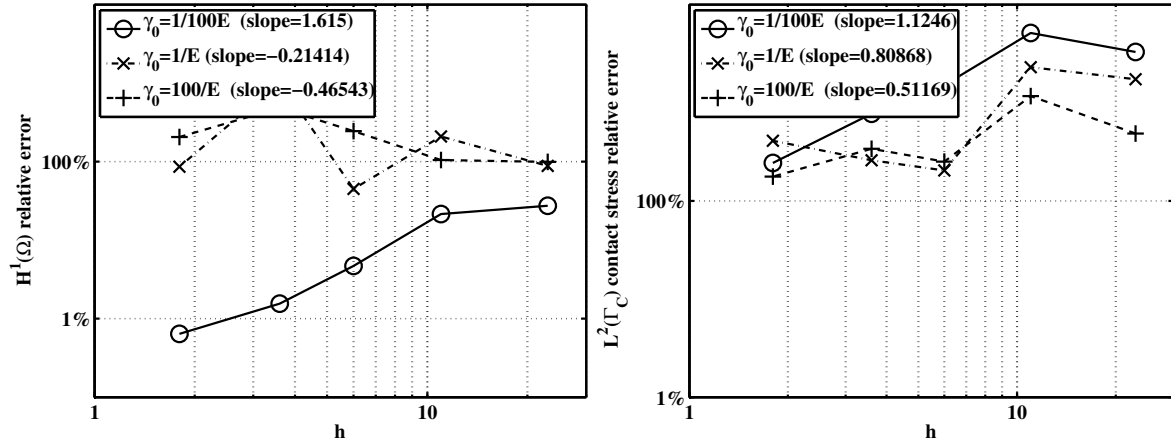 γ₀=1/100E (slope=1.615)
γ₀=1/E (slope=−0.21414)
γ₀=100/E (slope=−0.46543)
100%
1%
H¹(Ω) relative error
1
10
h
γ₀=1/100E (slope=1.1246)
γ₀=1/E (slope=0.80868)
γ₀=100/E (slope=0.51169)
100%
1%
L²(Γ_C) contact stress relative error
1
10
h